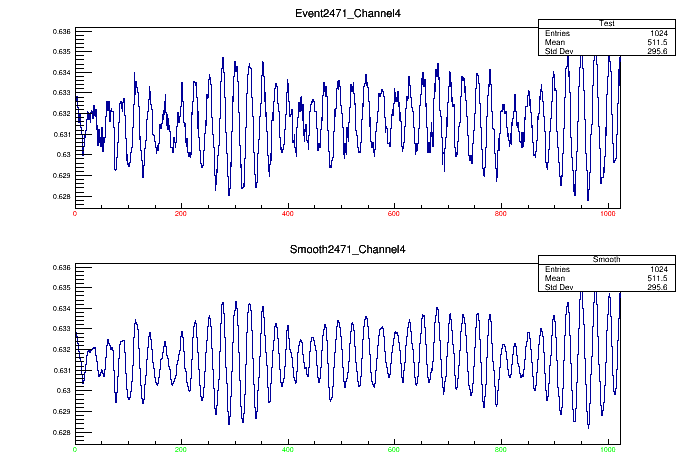 Event2471_Channel4
Test
Entries 1024
Mean 511.5
Std Dev 295.6
0.636
0.635
0.634
0.633
0.632
0.631
0.63
0.629
0.628
0 200 400 600 800 1000
Smooth2471_Channel4
Smooth
Entries 1024
Mean 511.5
Std Dev 295.6
0.636
0.635
0.634
0.633
0.632
0.631
0.63
0.629
0.628
0 200 400 600 800 1000